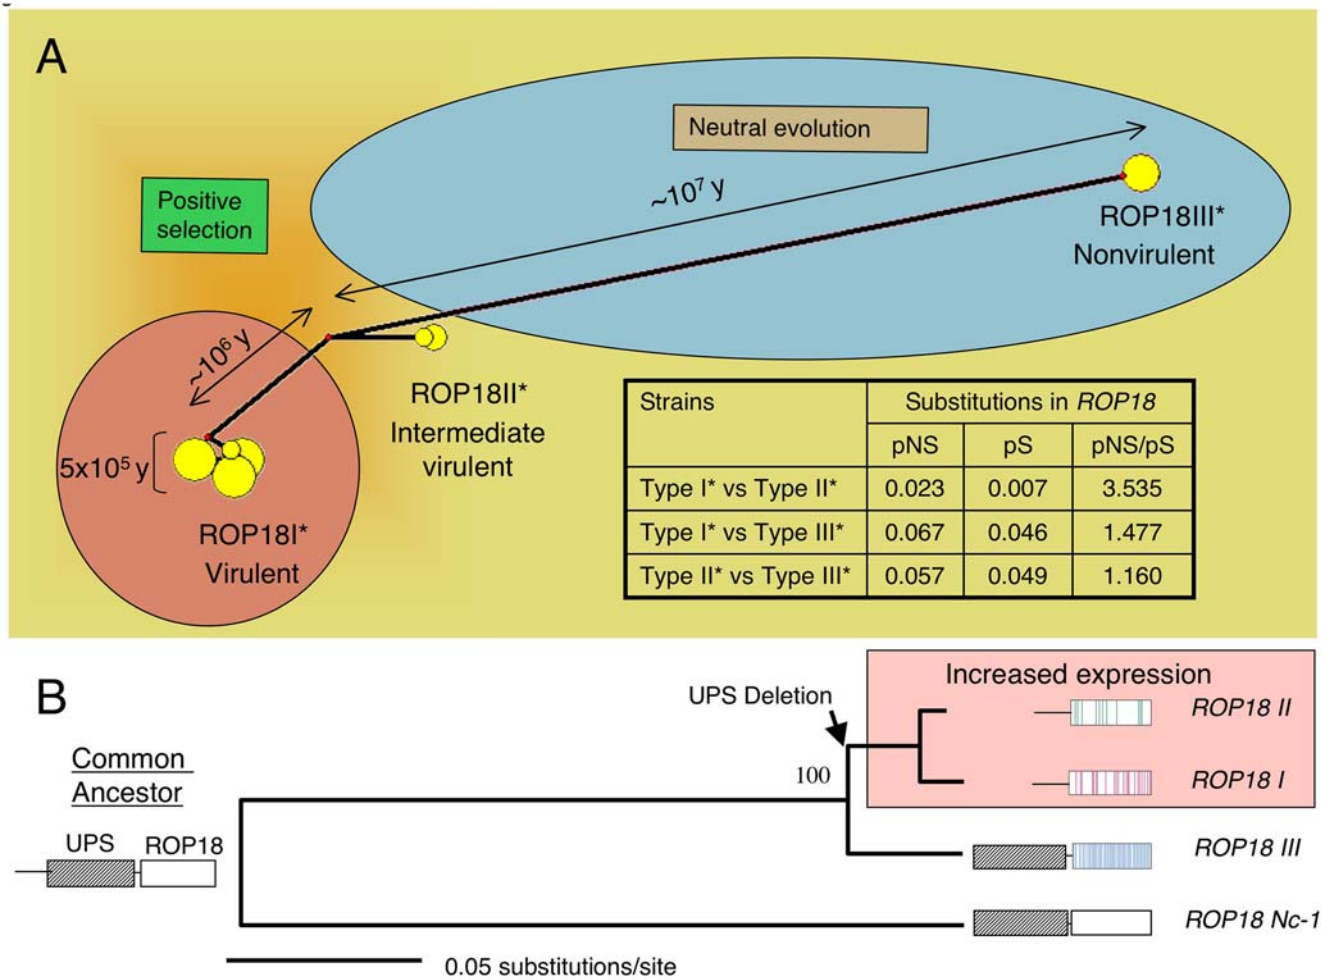 A
Neutral evolution
Positive
selection
~10⁷ y
ROP18III*
Nonvirulent
~10⁶ y
ROP18II*
Intermediate
virulent
5x10⁵ y
ROP18I*
Virulent
Strains Substitutions in ROP18
pNS pS pNS/pS
Type I* vs Type II* 0.023 0.007 3.535
Type I* vs Type III* 0.067 0.046 1.477
Type II* vs Type III* 0.057 0.049 1.160
B
Increased expression
UPS Deletion
ROP18 II
Common
Ancestor
100
ROP18 I
UPS ROP18
ROP18 III
ROP18 Nc-1
0.05 substitutions/site